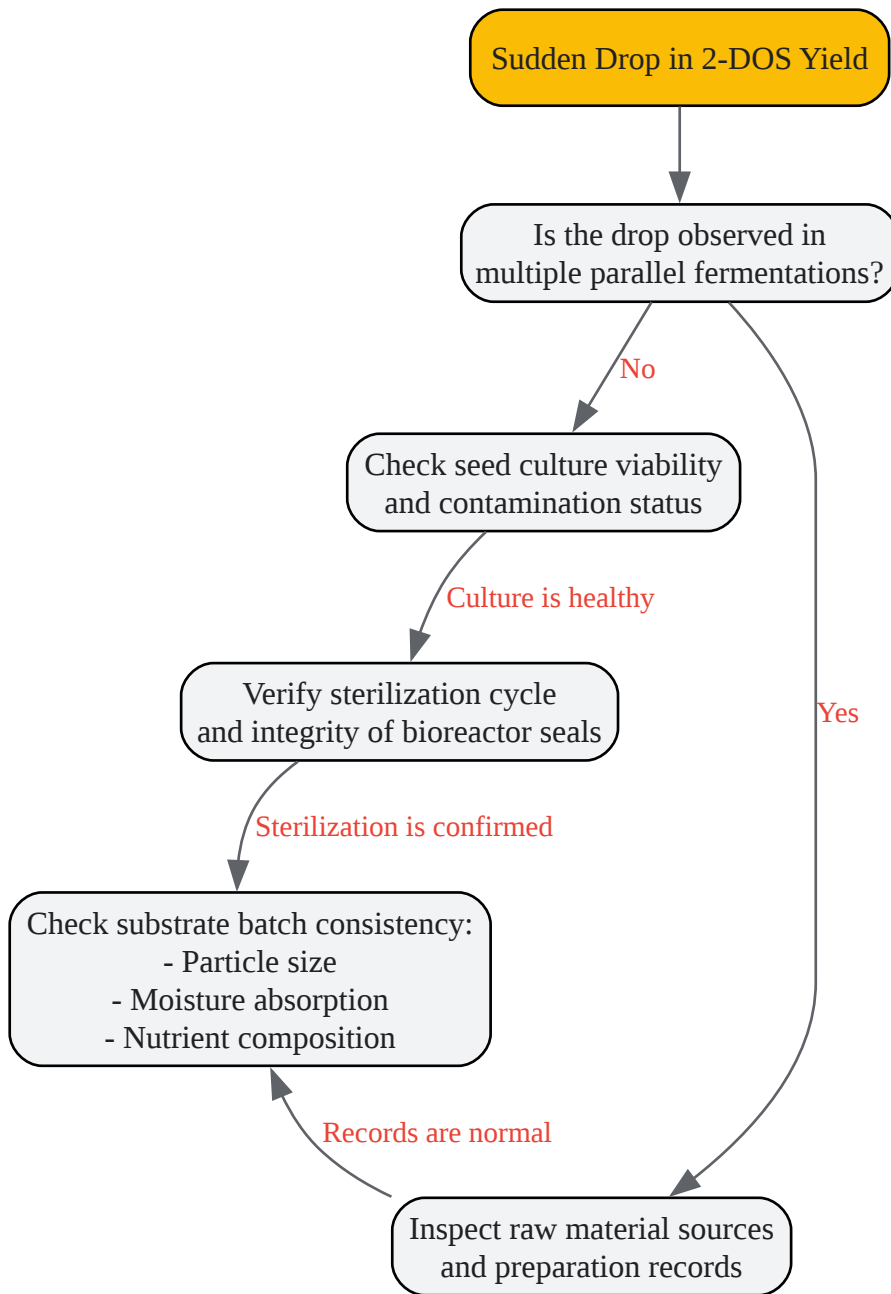 Sudden Drop in 2-DOS Yield
Is the drop observed in
multiple parallel fermentations?
No
Check seed culture viability
and contamination status
Culture is healthy
Verify sterilization cycle
and integrity of bioreactor seals
Yes
Sterilization is confirmed
Check substrate batch consistency:
- Particle size
- Moisture absorption
- Nutrient composition
Records are normal
Inspect raw material sources
and preparation records